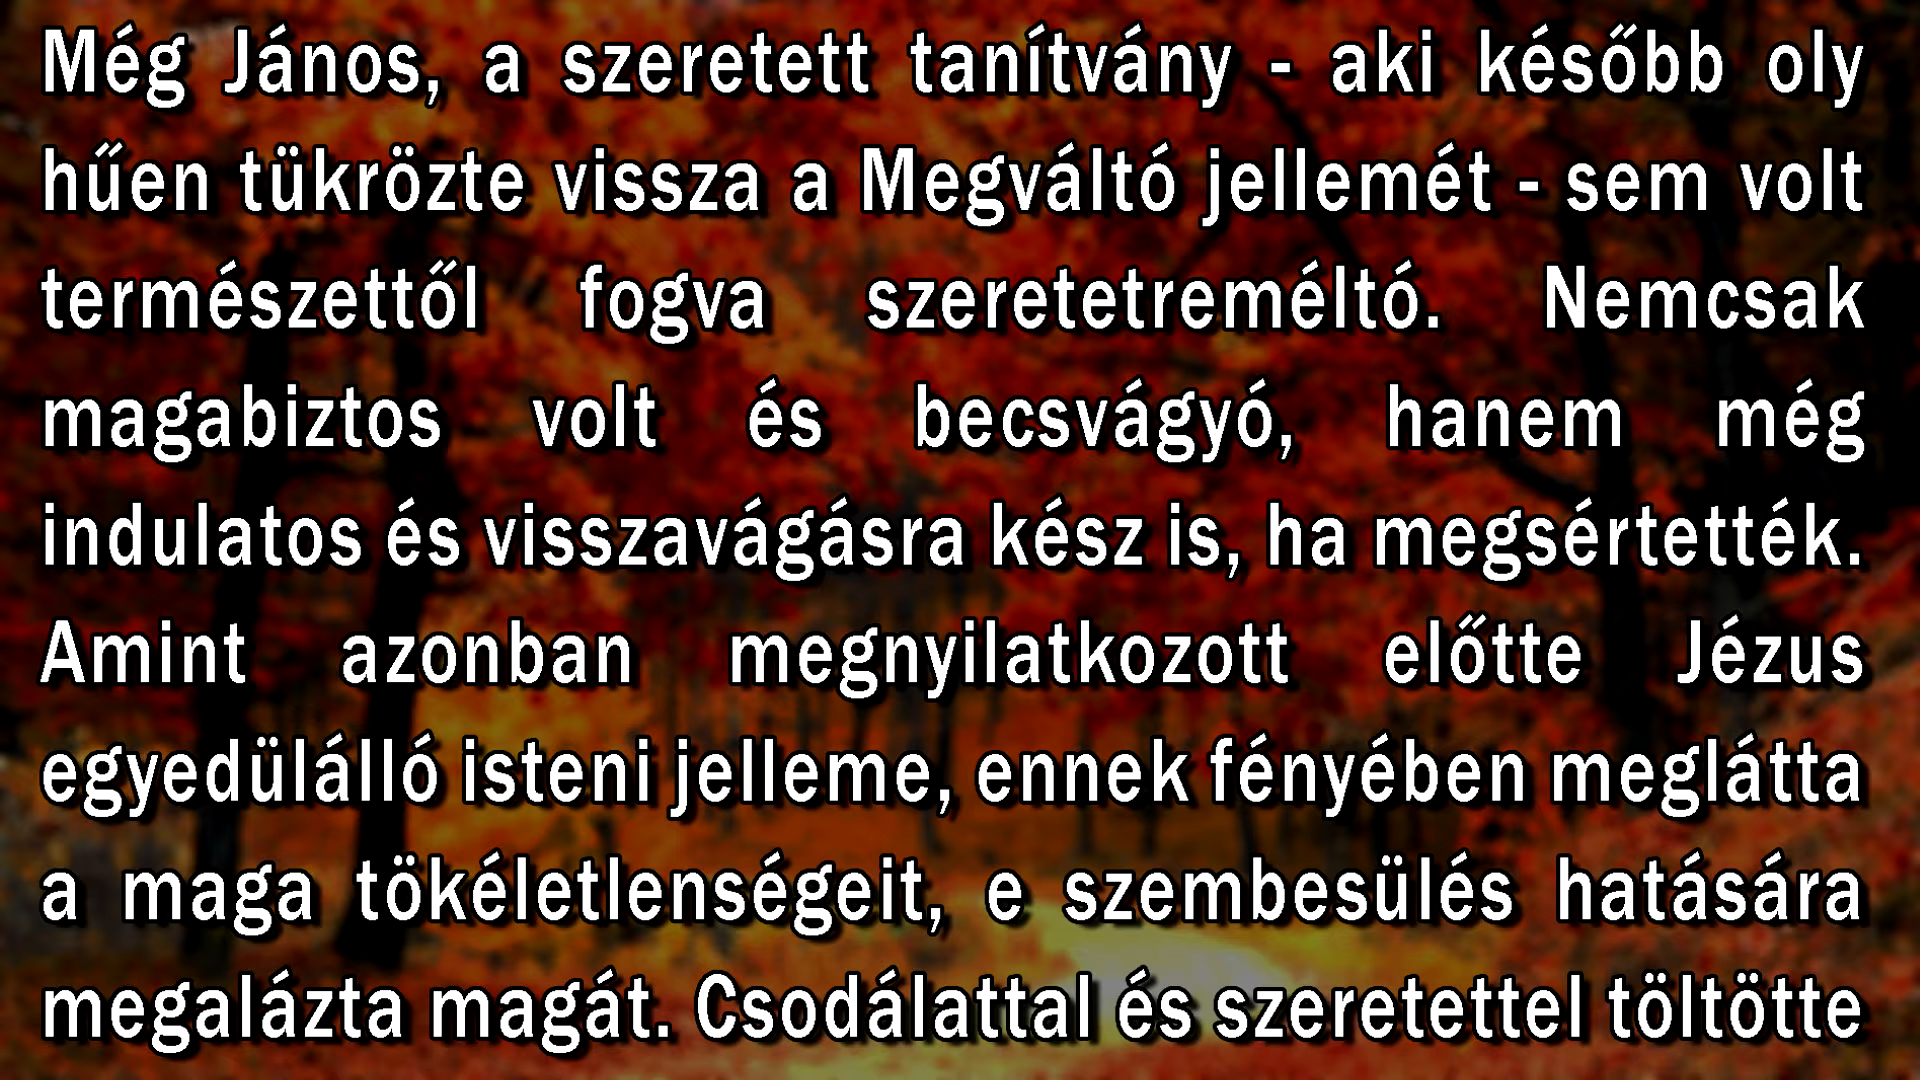 Még János, a szeretett tanítvány - aki később oly
hűen tükrözte vissza a Megváltó jellemét - sem volt
természettől fogva szeretetreméltó. Nemcsak
magabiztos volt és becsvágyó, hanem még
indulatos és visszavágásra kész is, ha megsértették.
Amint azonban megnyilatkozott előtte Jézus
egyedülálló isteni jelleme, ennek fényében meglátta
a maga tökéletlenségeit, e szembesülés hatására
megalázta magát. Csodálattal és szeretettel töltötte